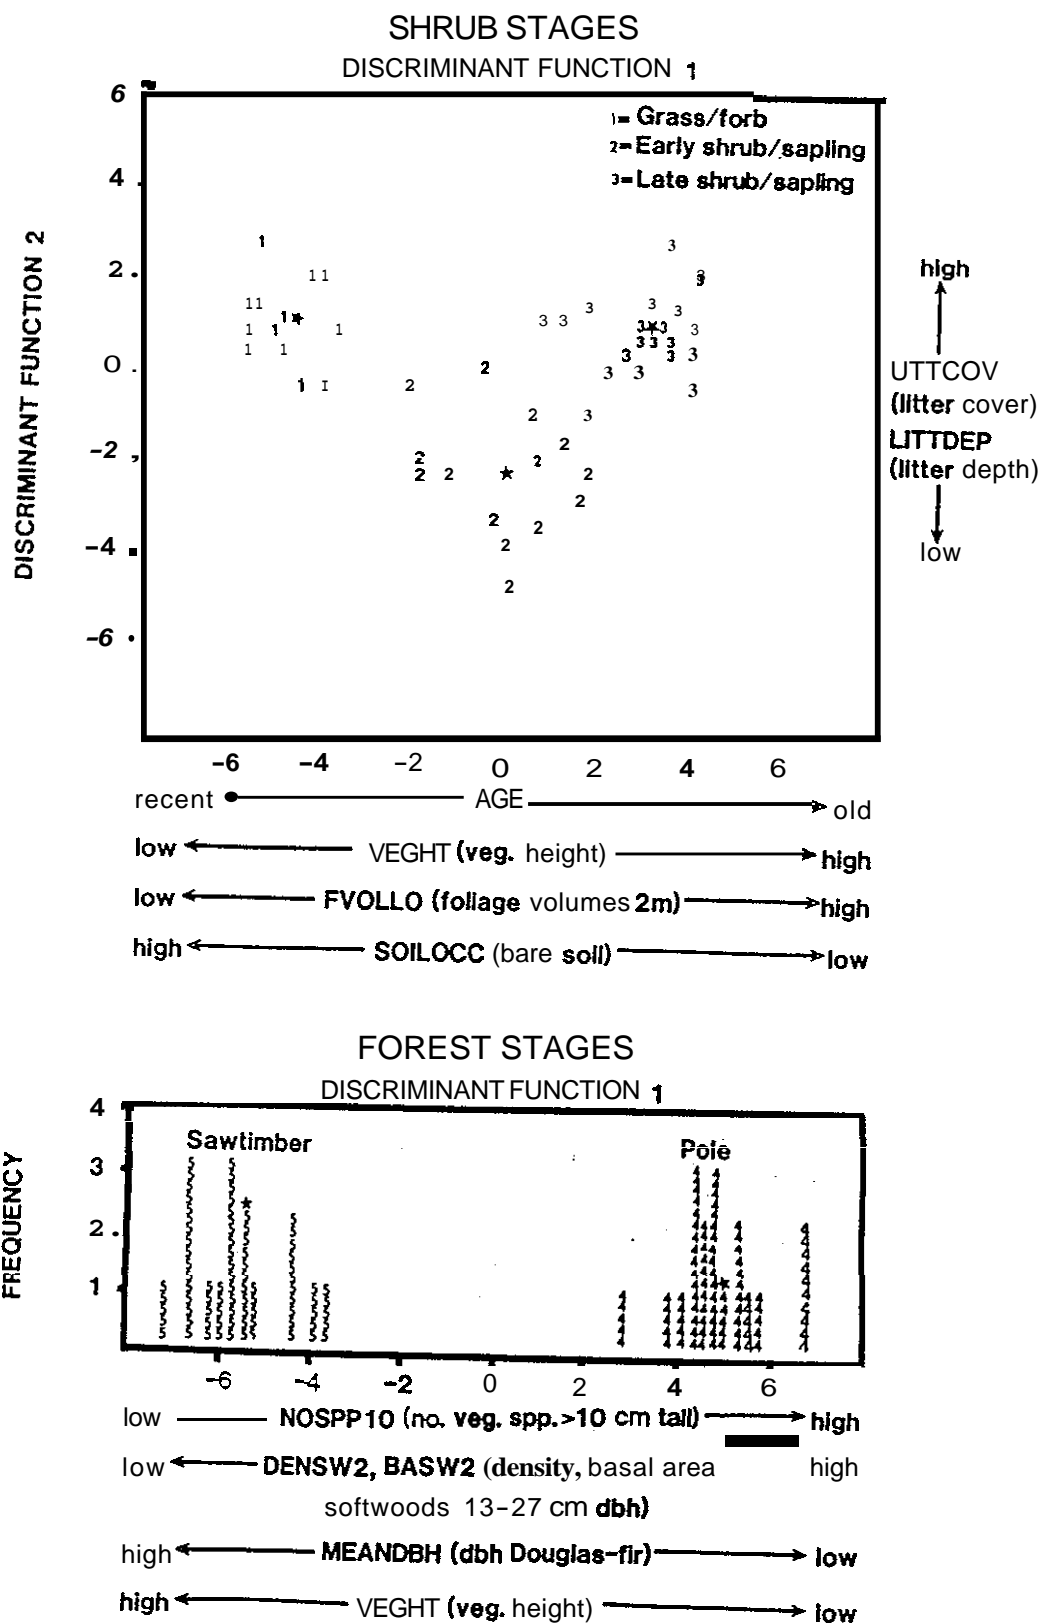 SHRUB STAGES
DISCRIMINANT FUNCTION 1
1= Grass/forb
2=Early shrub/sapling
3=Late shrub/sapling
DISCRIMINANT FUNCTION 2
6
4
2
0
-2
-4
-6
-6 -4 -2 0 2 4 6
high
UTTCOV
(litter cover)
LITTDEP
(litter depth)
low
recent AGE old
low VEGHT (veg. height) high
low FVOLLO (foliage volumes 2m) high
high SOILOCC (bare soil) low
FOREST STAGES
DISCRIMINANT FUNCTION 1
FREQUENCY
4
3
2
1
Sawtimber Pole
-6 -4 -2 0 2 4 6
low NOSPP10 (no. veg. spp.>10 cm tall) high
low DENSW2, BASW2 (density, basal area high
softwoods 13-27 cm dbh)
high MEANDBH (dbh Douglas-fir) low
high VEGHT (veg. height) low